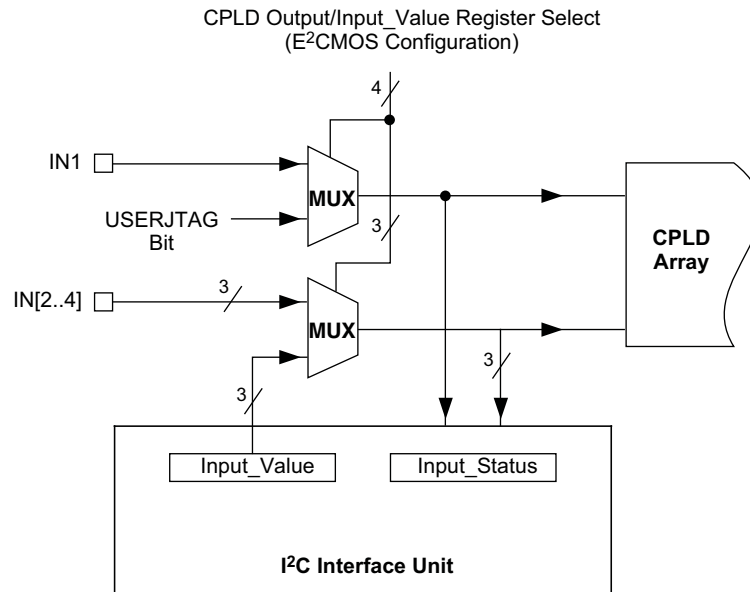 CPLD Output/Input_Value Register Select
(E²CMOS Configuration)
4
IN1
MUX
USERJTAG
Bit
3
CPLD
Array
IN[2..4]
3
MUX
3
3
Input_Value
Input_Status
I²C Interface Unit